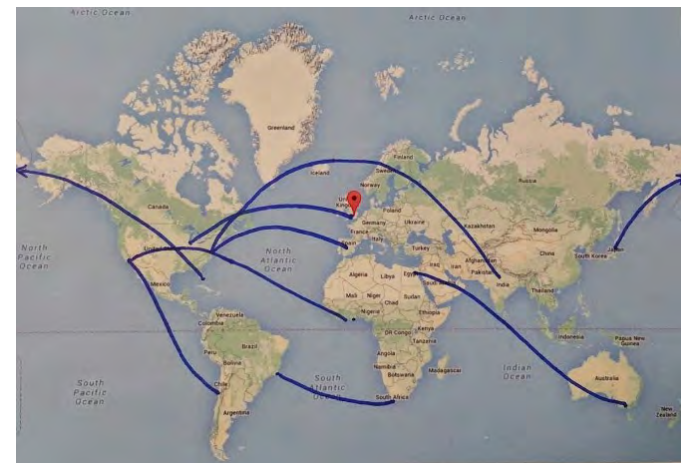 Arctic Ocean
Arctic Ocean
Greenland
Iceland
Finland
Sweden
Norway
Russia
Canada
United
Kingdom
Poland
Germany
Ukraine
Kazakhstan
Mongolia
France
Italy
Spain
Turkey
North
Pacific
Ocean
North
Atlantic
Ocean
China
South Korea
Japan
Iraq
Iran
Afghanistan
Pakistan
Algeria
Libya
Egypt
Saudi Arabia
India
Mexico
Mali
Niger
Sudan
Chad
Thailand
Nigeria
Ethiopia
Venezuela
Colombia
DR Congo
Kenya
Tanzania
Indonesia
Papua New
Guinea
Peru
Brazil
Angola
Bolivia
Namibia
Botswana
Madagascar
Indian
Ocean
Australia
South
Pacific
Ocean
South
Atlantic
Ocean
Chile
South Africa
Argentina
New
Zealand